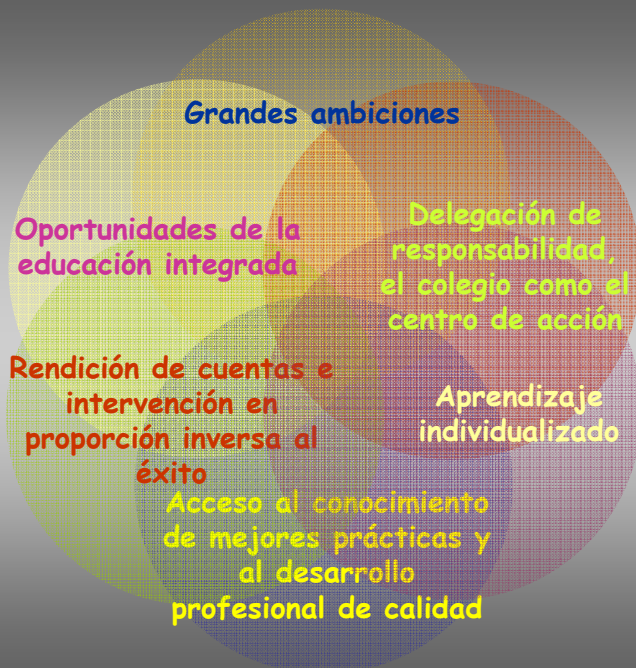 Grandes ambiciones
Oportunidades de la
educación integrada
Delegación de
responsabilidad,
el colegio como el
centro de acción
Rendición de cuentas e
intervención en
proporción inversa al
éxito
Aprendizaje
individualizado
Acceso al conocimiento
de mejores prácticas y
al desarrollo
profesional de calidad